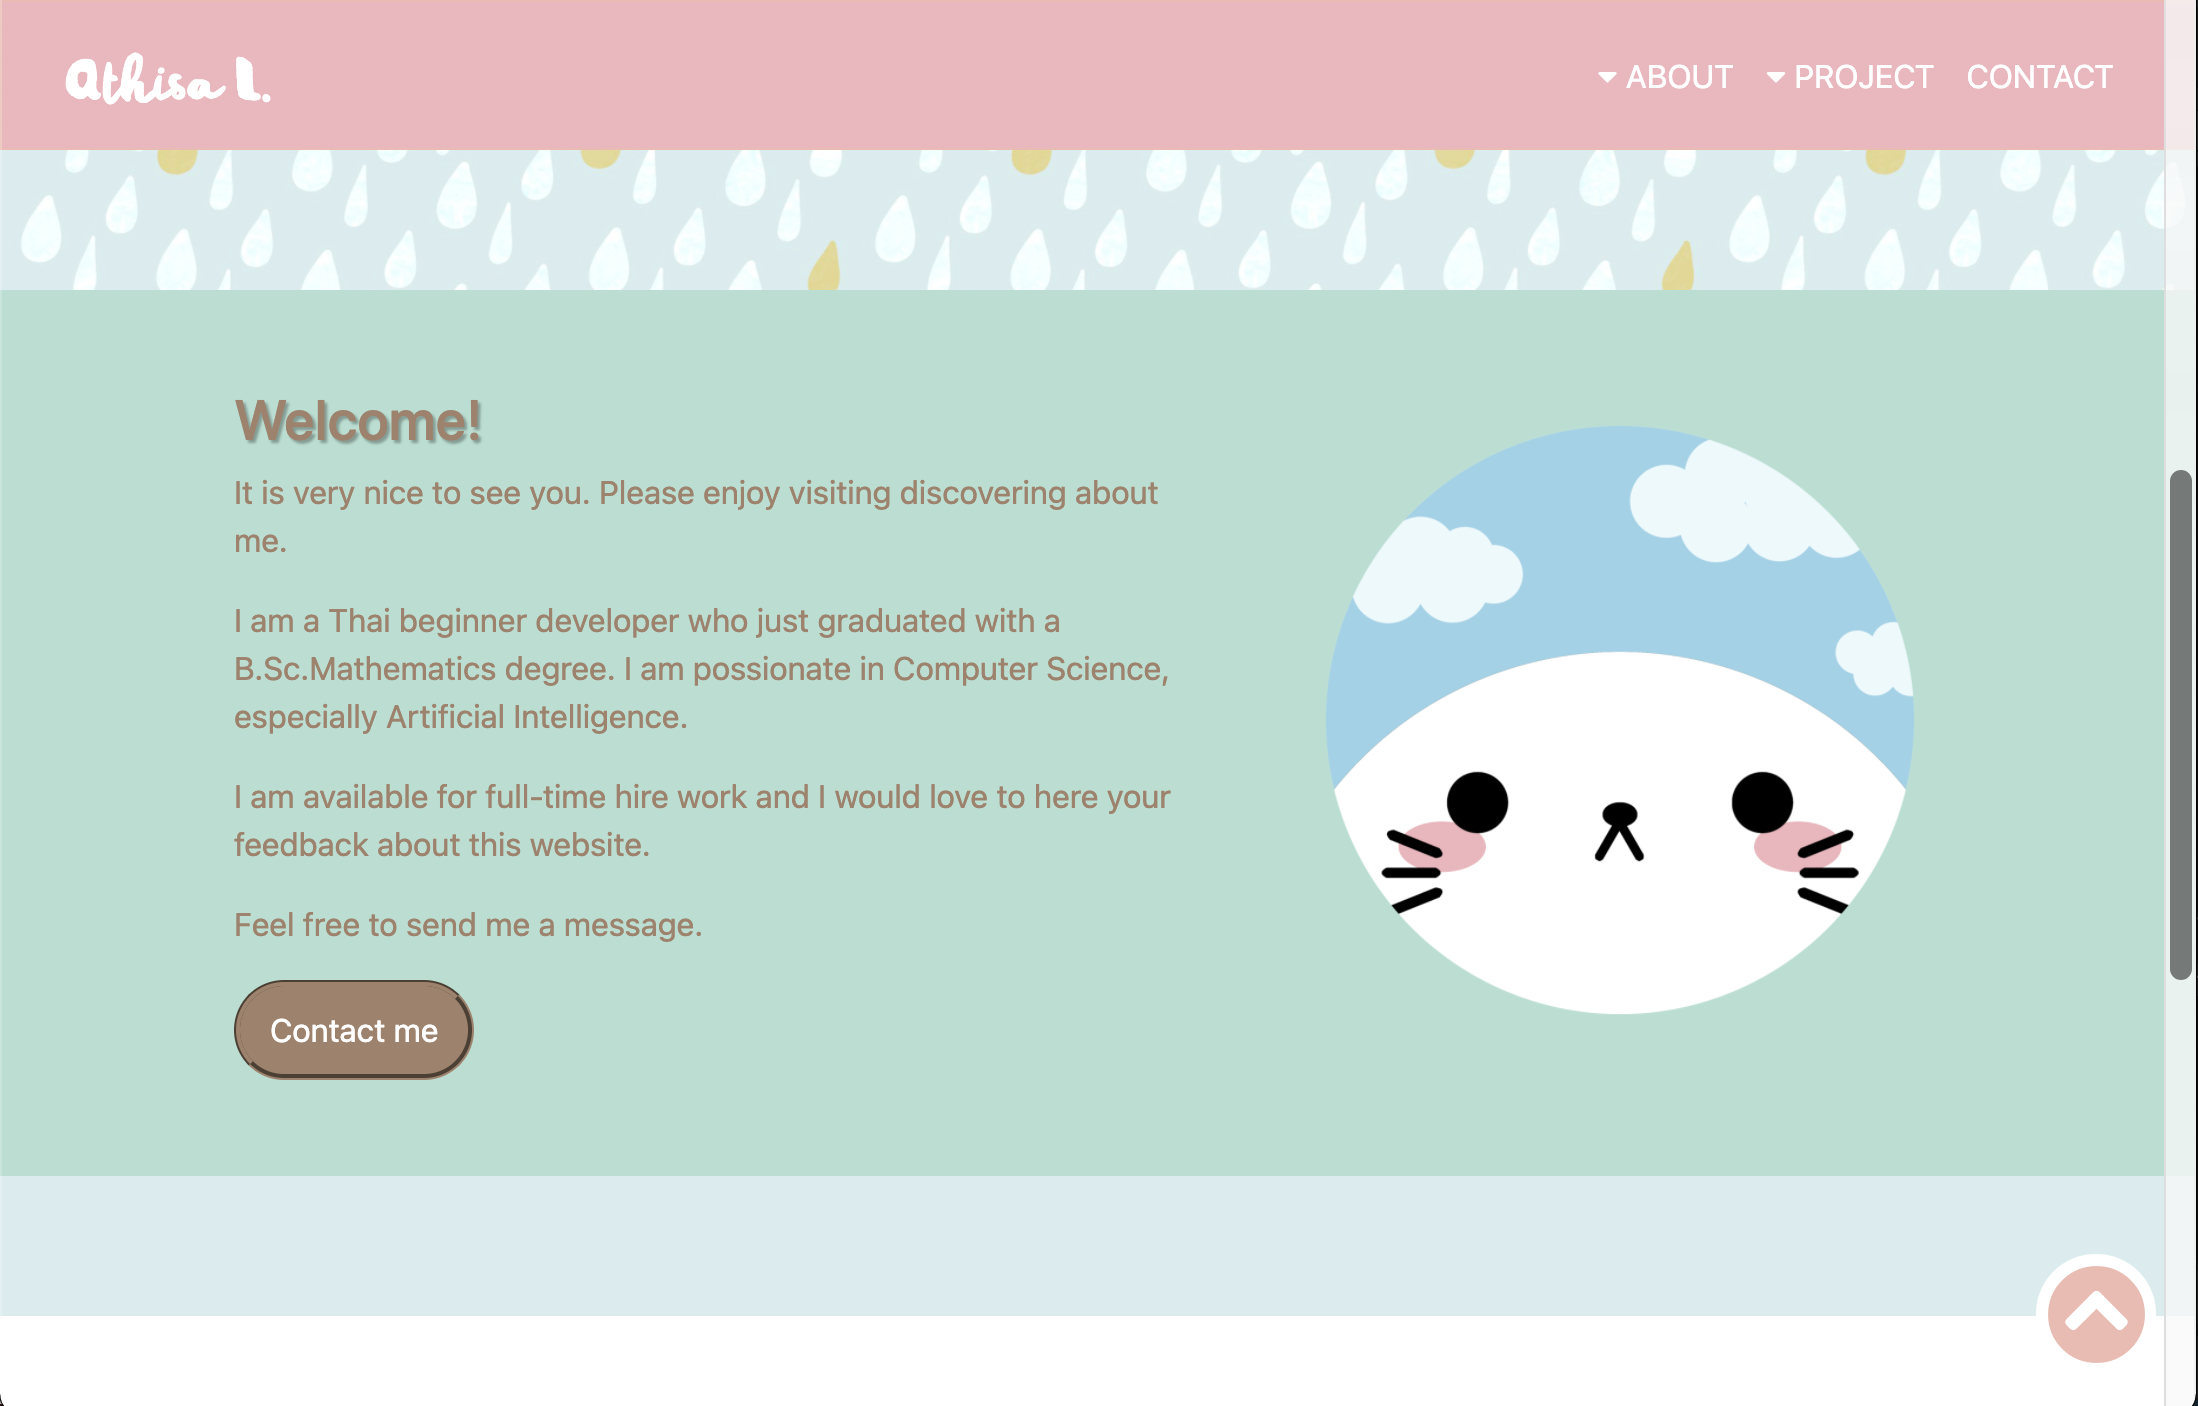 athisa L.
ABOUT PROJECT CONTACT
Welcome!
It is very nice to see you. Please enjoy visiting discovering about
me.
I am a Thai beginner developer who just graduated with a
B.Sc.Mathematics degree. I am possionate in Computer Science,
especially Artificial Intelligence.
I am available for full-time hire work and I would love to here your
feedback about this website.
Feel free to send me a message.
Contact me